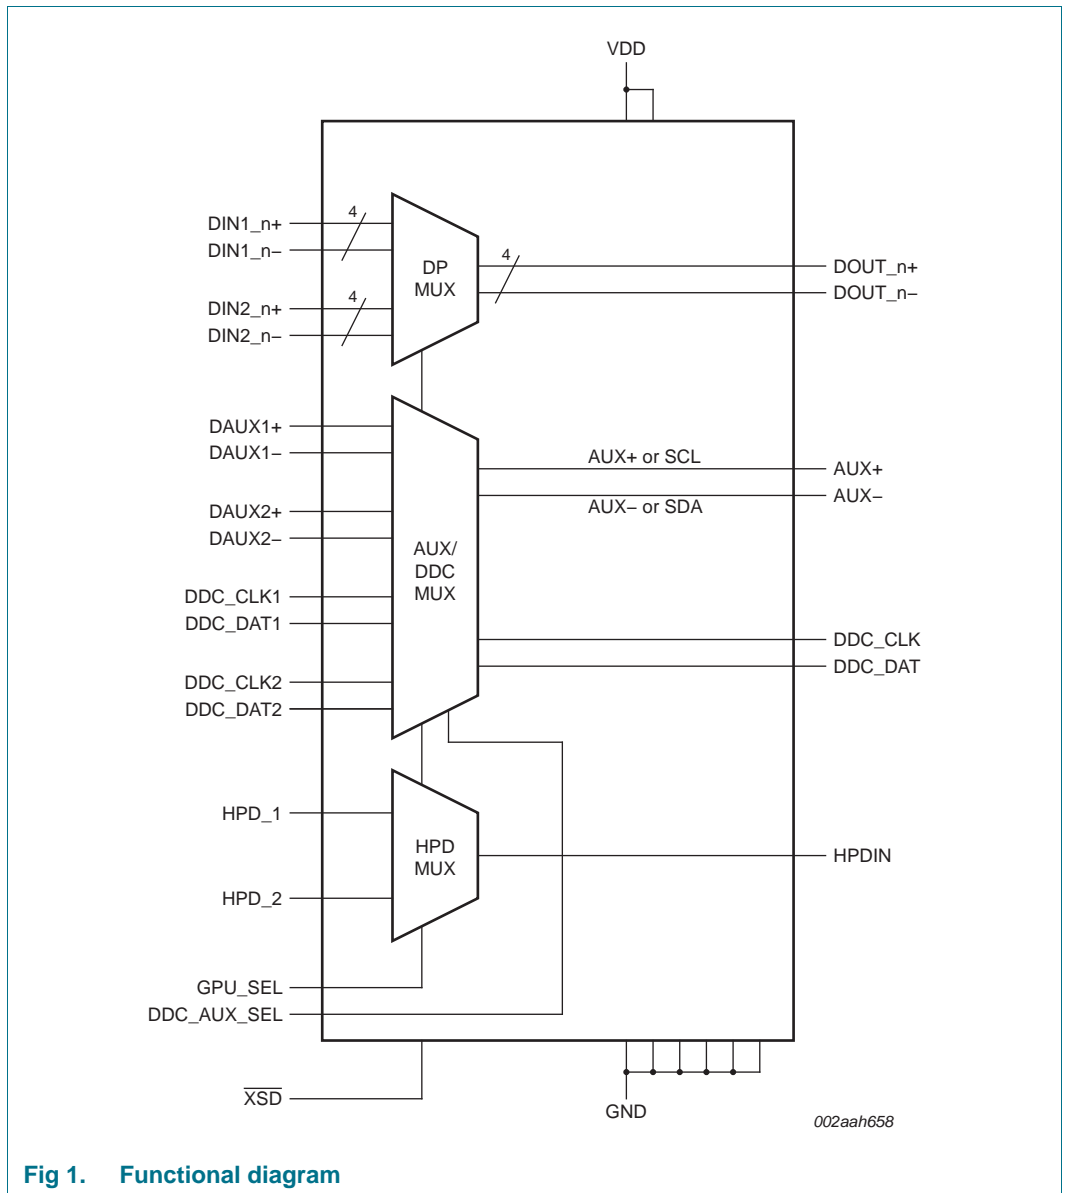 VDD
DIN1_n+
DIN1_n−
DIN2_n+
DIN2_n−
4
4
DP
MUX
4
DOUT_n+
DOUT_n−
DAUX1+
DAUX1−
DAUX2+
DAUX2−
DDC_CLK1
DDC_DAT1
DDC_CLK2
DDC_DAT2
AUX/
DDC
MUX
AUX+ or SCL
AUX− or SDA
AUX+
AUX−
DDC_CLK
DDC_DAT
HPD_1
HPD_2
HPD
MUX
HPDIN
GPU_SEL
DDC_AUX_SEL
XSD
GND
002aah658
Fig 1. Functional diagram